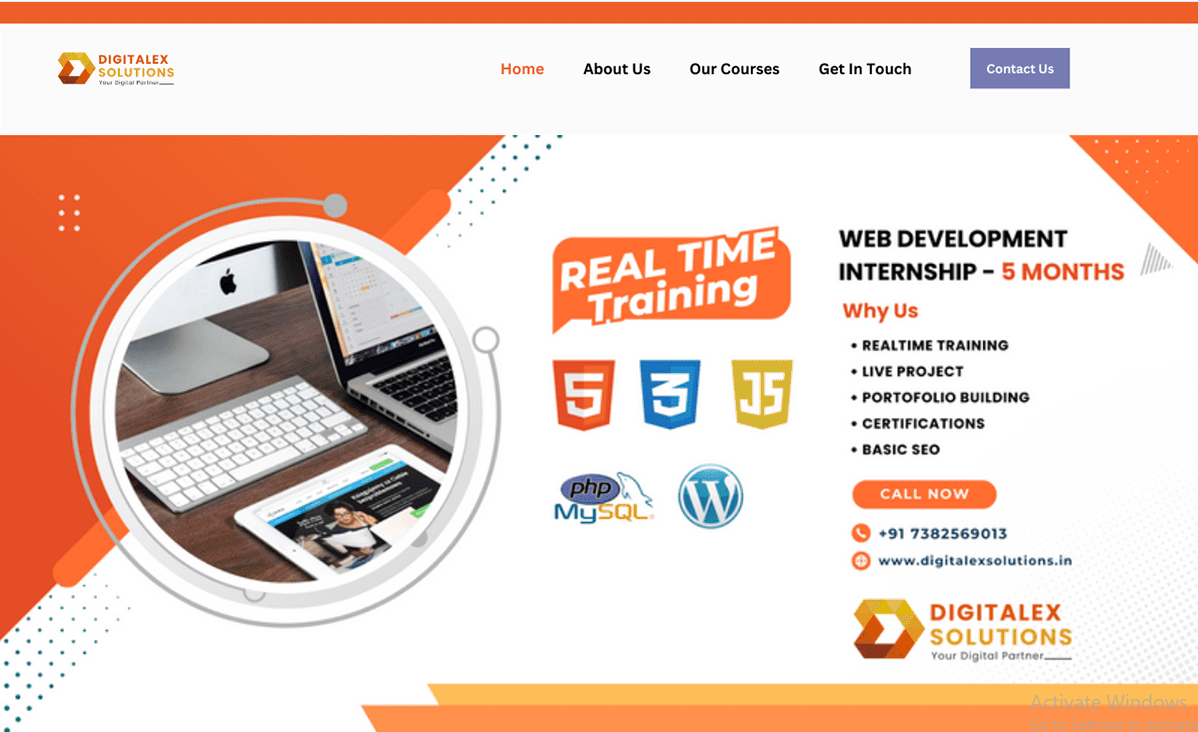 DIGITALEX
SOLUTIONS
Your Digital Partner
Home
About Us
Our Courses
Get In Touch
Contact Us
REAL TIME
Training
5
3
JS
php
MySQL
W
WEB DEVELOPMENT
INTERNSHIP - 5 MONTHS
Why Us
• REALTIME TRAINING
• LIVE PROJECT
• PORTOFOLIO BUILDING
• CERTIFICATIONS
• BASIC SEO
CALL NOW
+91 7382569013
www.digitalexsolutions.in
DIGITALEX
SOLUTIONS
Your Digital Partner
Activate Windows